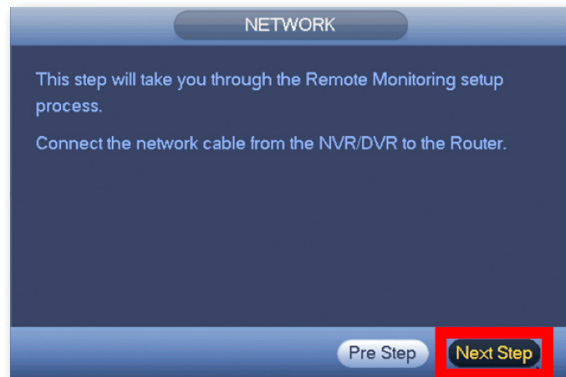 NETWORK
This step will take you through the Remote Monitoring setup
process.
Connect the network cable from the NVR/DVR to the Router.
Pre Step Next Step